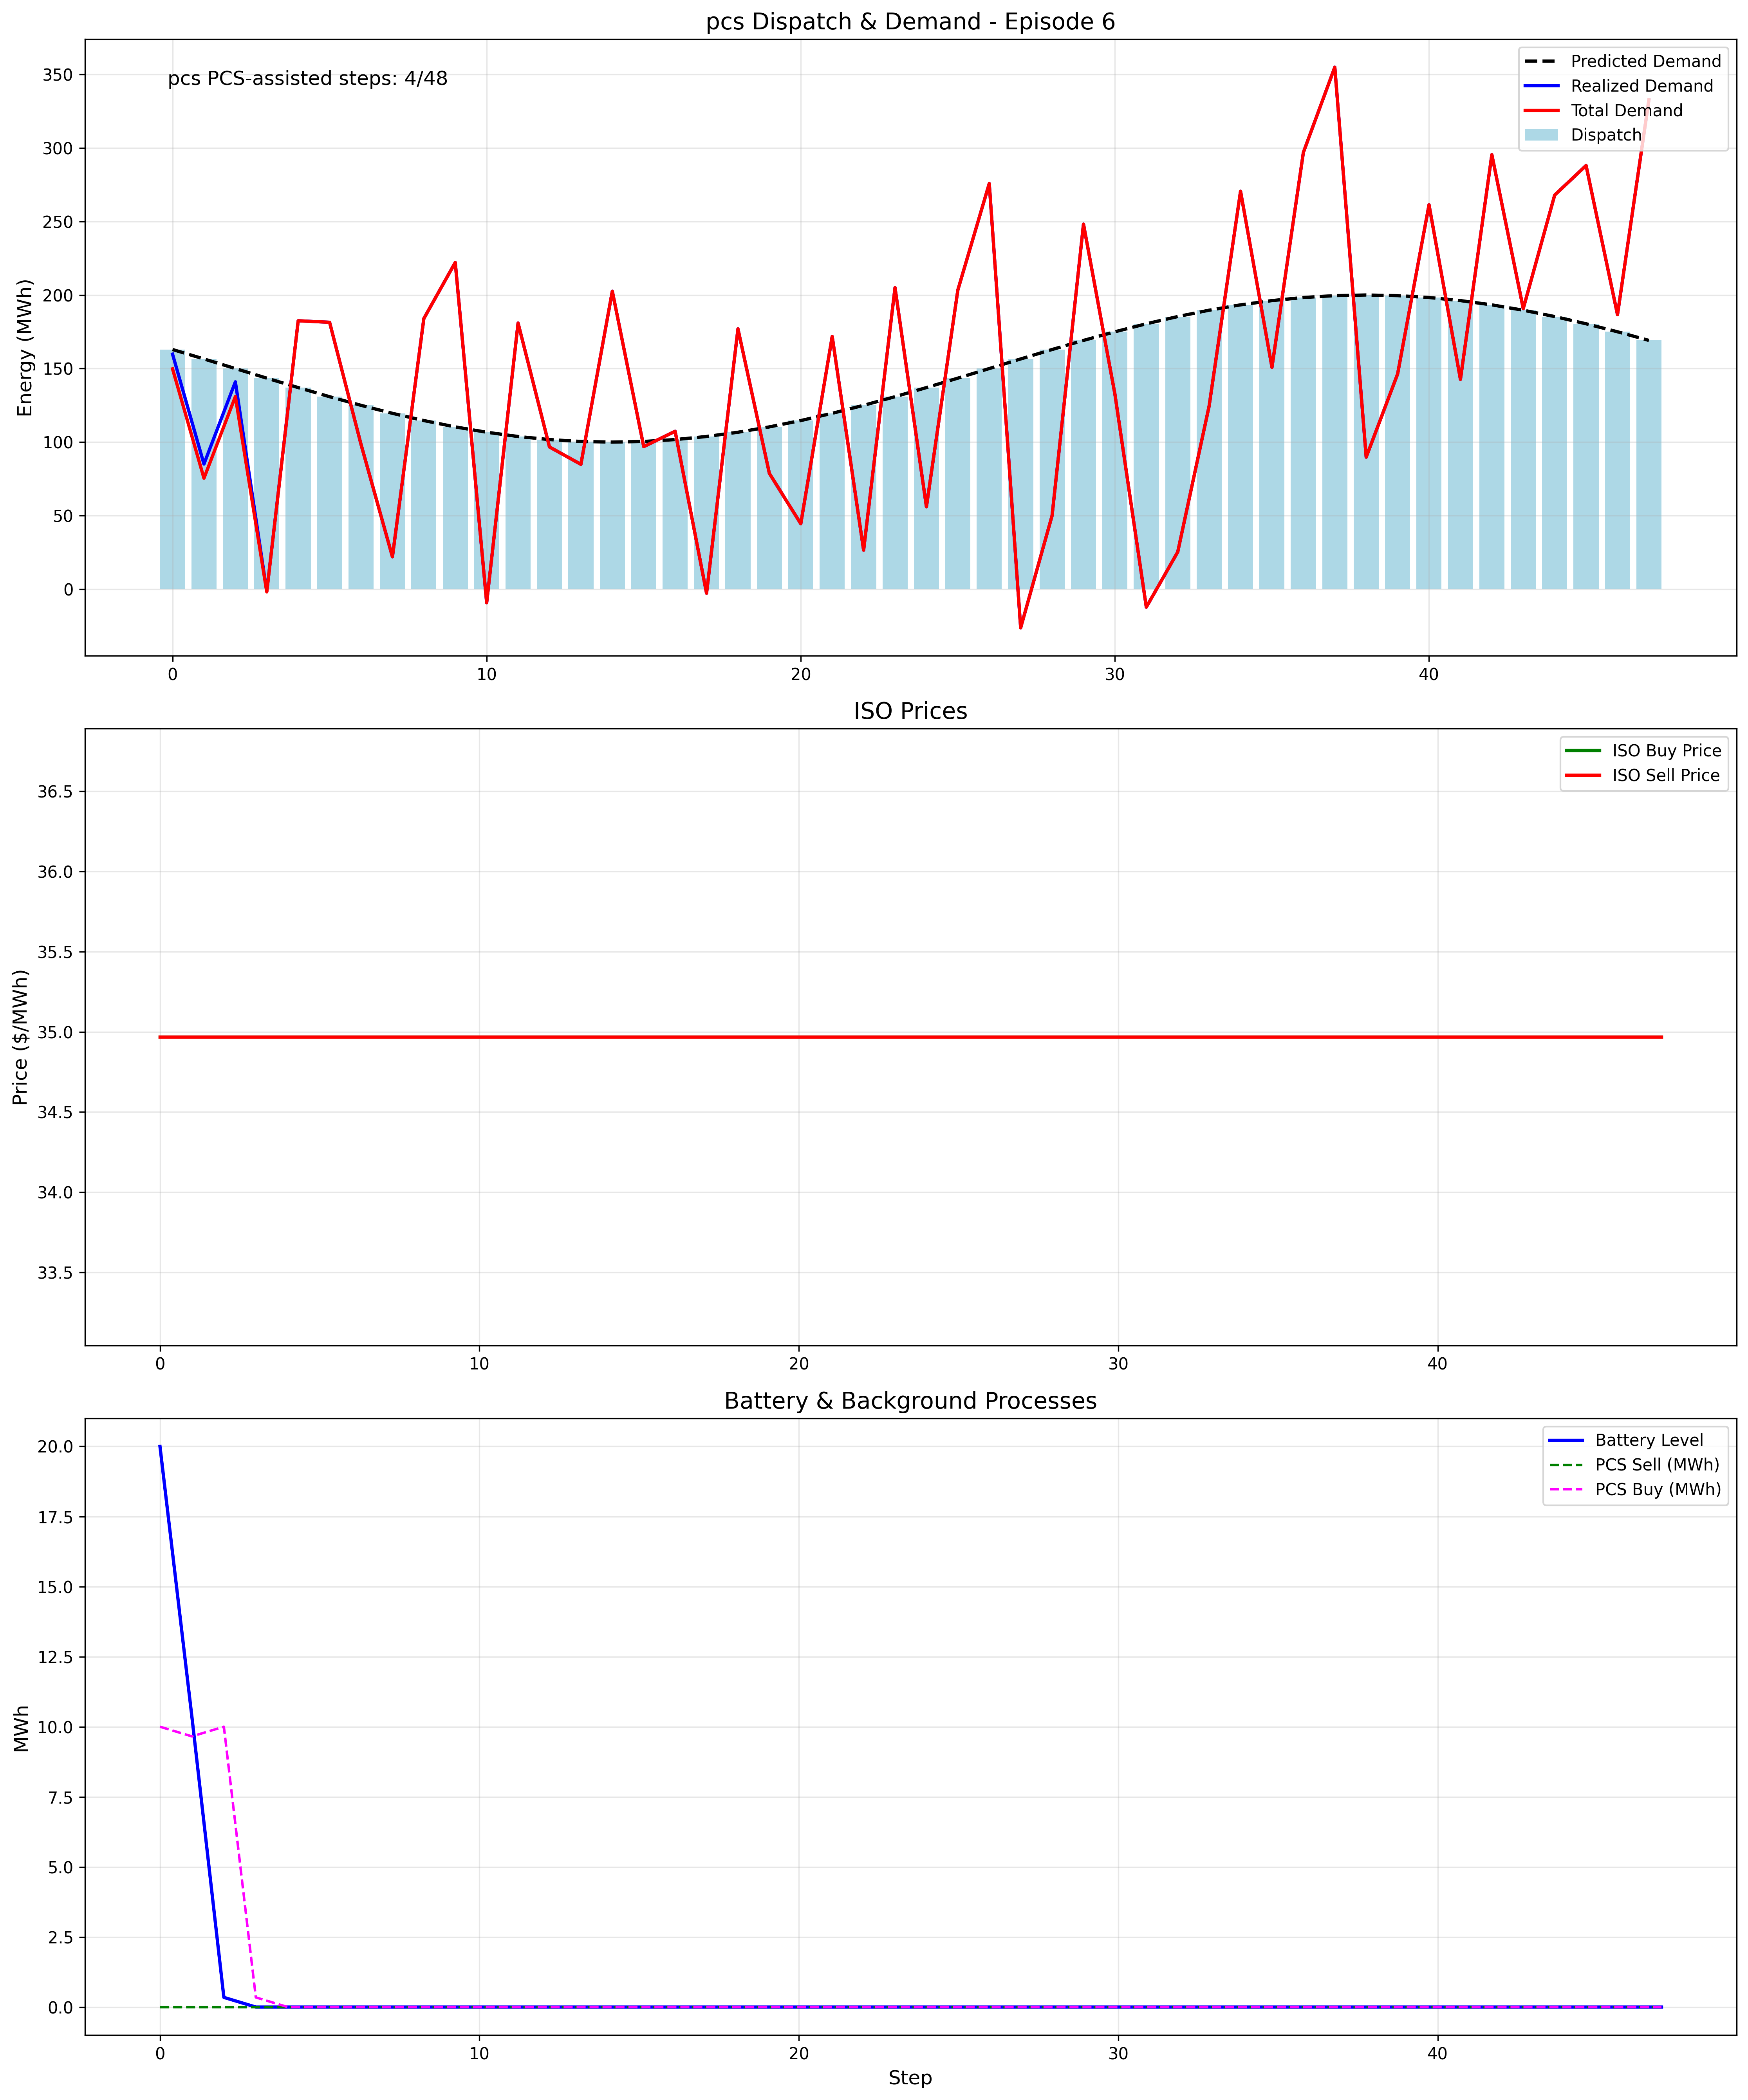 pcs Dispatch & Demand - Episode 6
pcs PCS-assisted steps: 4/48
Predicted Demand
Realized Demand
Total Demand
Dispatch
Energy (MWh)
350
300
250
200
150
100
50
0
0 10 20 30 40
ISO Prices
ISO Buy Price
ISO Sell Price
Price ($/MWh)
36.5
36.0
35.5
35.0
34.5
34.0
33.5
0 10 20 30 40
Battery & Background Processes
Battery Level
PCS Sell (MWh)
PCS Buy (MWh)
MWh
20.0
17.5
15.0
12.5
10.0
7.5
5.0
2.5
0.0
0 10 20 30 40
Step